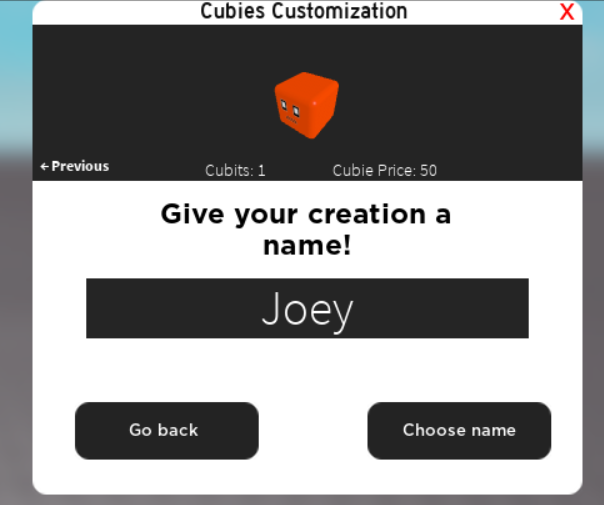 Cubies Customization X
← Previous Cubits: 1 Cubie Price: 50
Give your creation a
name!
Joey
Go back Choose name